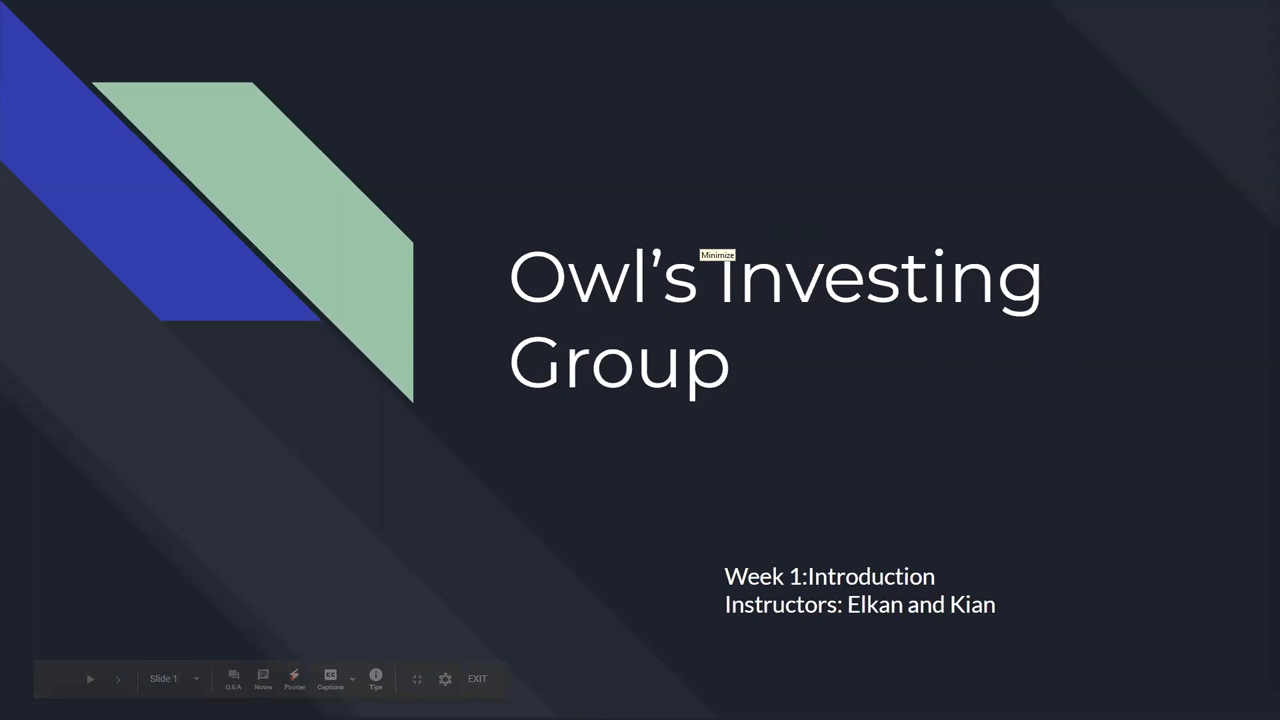 Minimize
Owl’s Investing
Group
Week 1:Introduction
Instructors: Elkan and Kian
Slide 1
Q&A
Notes
Pointer
Captions
Tips
EXIT